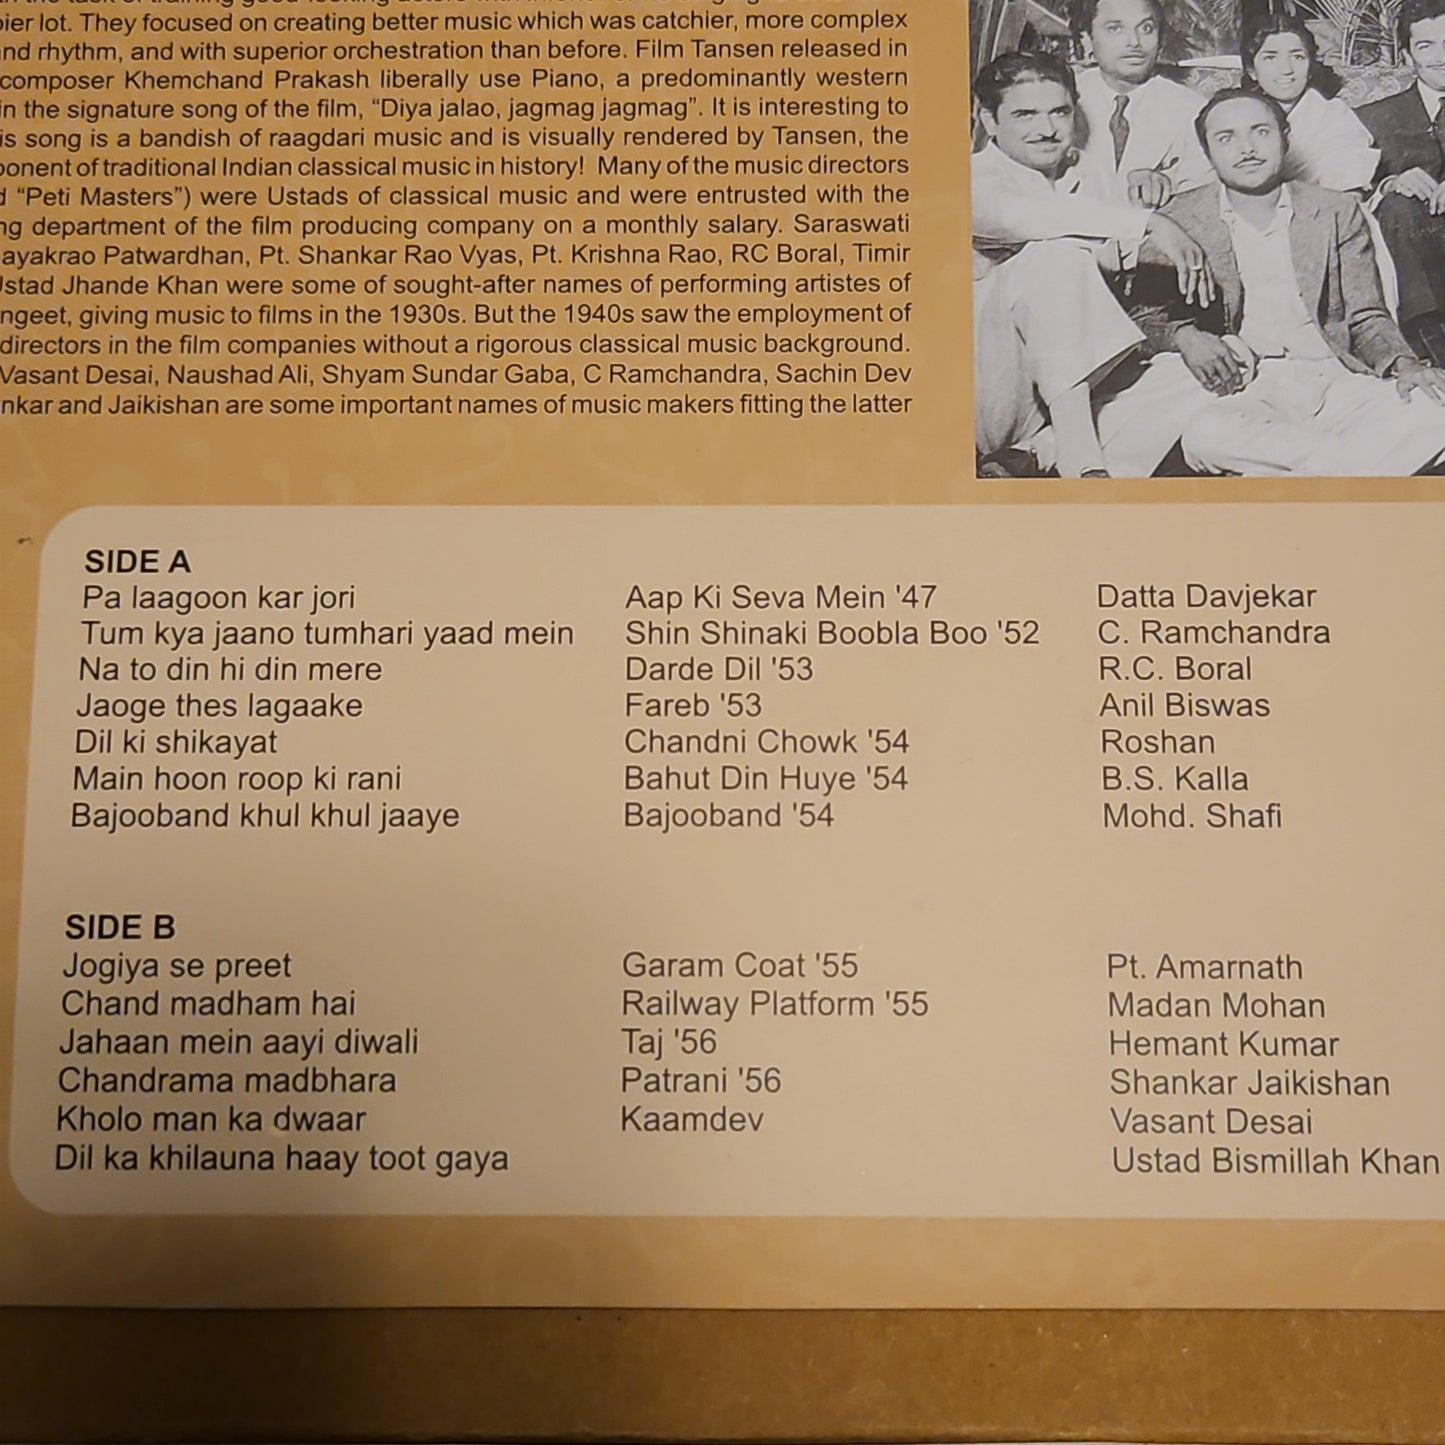 lot. They focused on creating better music which was catchier, more complex
and rhythm, and with superior orchestration than before. Film Tansen released in
composer Khemchand Prakash liberally use Piano, a predominantly western
in the signature song of the film, “Diya jalao, jagmag jagmag”. It is interesting to
is song is a bandish of raagdari music and is visually rendered by Tansen, the
ponent of traditional Indian classical music in history! Many of the music directors
“Peti Masters”) were Ustads of classical music and were entrusted with the
ng department of the film producing company on a monthly salary. Saraswati
ayakrao Patwardhan, Pt. Shankar Rao Vyas, Pt. Krishna Rao, RC Boral, Timir
Ustad Jhande Khan were some of sought-after names of performing artistes of
ngeet, giving music to films in the 1930s. But the 1940s saw the employment of
directors in the film companies without a rigorous classical music background.
Vasant Desai, Naushad Ali, Shyam Sundar Gaba, C Ramchandra, Sachin Dev
nkar and Jaikishan are some important names of music makers fitting the latter
SIDE A
Pa laagoon kar jori Aap Ki Seva Mein '47 Datta Davjekar
Tum kya jaano tumhari yaad mein Shin Shinaki Boobla Boo '52 C. Ramchandra
Na to din hi din mere Darde Dil '53 R.C. Boral
Jaoge thes lagaake Fareb '53 Anil Biswas
Dil ki shikayat Chandni Chowk '54 Roshan
Main hoon roop ki rani Bahut Din Huye '54 B.S. Kalla
Bajooband khul khul jaaye Bajooband '54 Mohd. Shafi
SIDE B
Jogiya se preet Garam Coat '55 Pt. Amarnath
Chand madham hai Railway Platform '55 Madan Mohan
Jahaan mein aayi diwali Taj '56 Hemant Kumar
Chandrama madbhara Patrani '56 Shankar Jaikishan
Kholo man ka dwaar Kaamdev Vasant Desai
Dil ka khilauna haay toot gaya Ustad Bismillah Khan